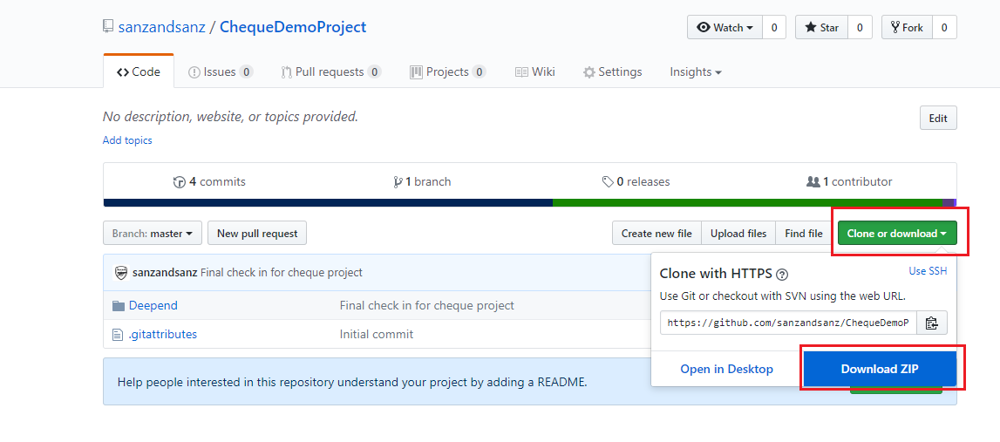 sanzandsanz / ChequeDemoProject
Watch 0 Star 0 Fork 0
Code Issues 0 Pull requests 0 Projects 0 Wiki Settings Insights
No description, website, or topics provided. Edit
Add topics
4 commits 1 branch 0 releases 1 contributor
Branch: master New pull request Create new file Upload files Find file Clone or download
sanzandsanz Final check in for cheque project
Deepend Final check in for cheque project
.gitattributes Initial commit
Help people interested in this repository understand your project by adding a README.
Clone with HTTPS ? Use SSH
Use Git or checkout with SVN using the web URL.
https://github.com/sanzandsanz/ChequeDemoP
Open in Desktop Download ZIP